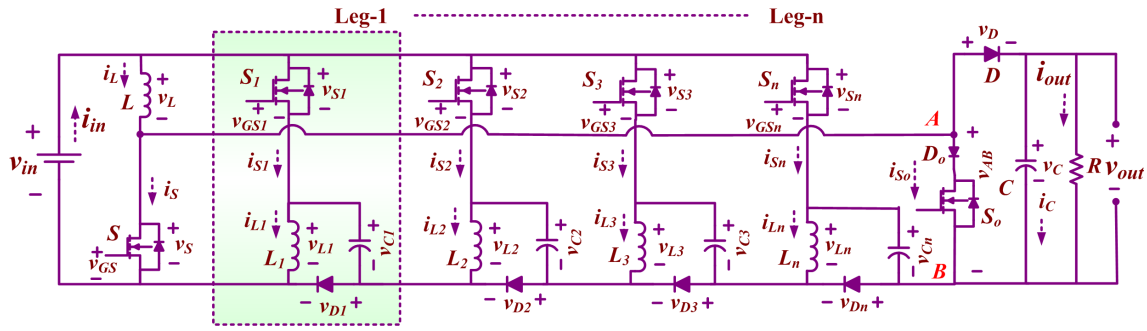 Leg-1 Leg-n
v_in + − i_in
i_L L + v_L −
i_S
S v_GS + v_S −
S_1 v_GS1 + v_S1 −
i_S1
i_L1 L_1 + v_L1 − + v_C1 −
− v_D1 +
S_2 v_GS2 + v_S2 −
i_S2
i_L2 L_2 + v_L2 − + v_C2 −
− v_D2 +
S_3 v_GS3 + v_S3 −
i_S3
i_L3 L_3 + v_L3 − + v_C3 −
− v_D3 +
S_n v_GSn + v_Sn −
i_Sn
i_Ln L_n + v_Ln − + v_Cn −
− v_Dn +
A
+ v_D −
D
D_o + v_AB −
i_So
S_o
B
C + v_C −
i_C
i_out
R
+ v_out −